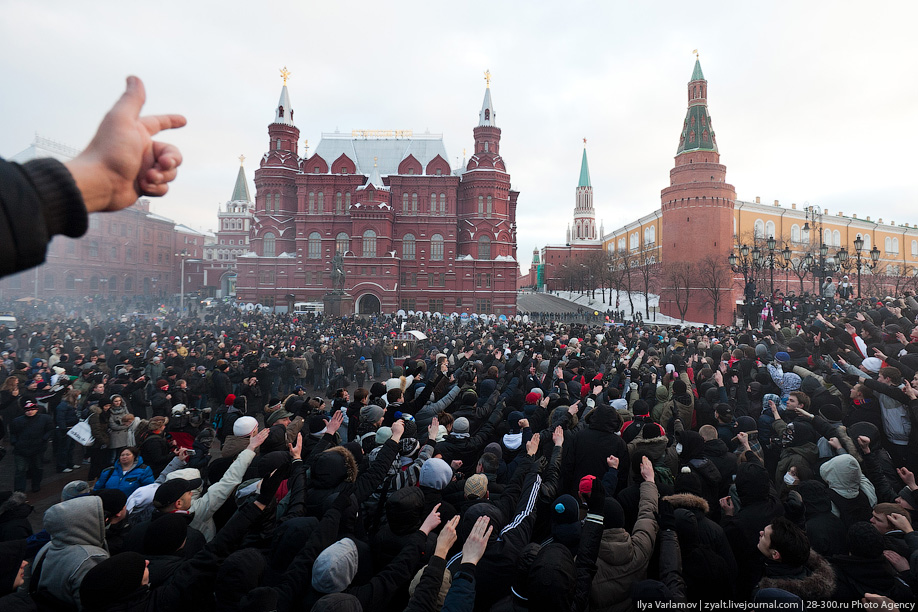 Ilya Varlamov | zyalt.livejournal.com | 28-300.ru Photo Agency